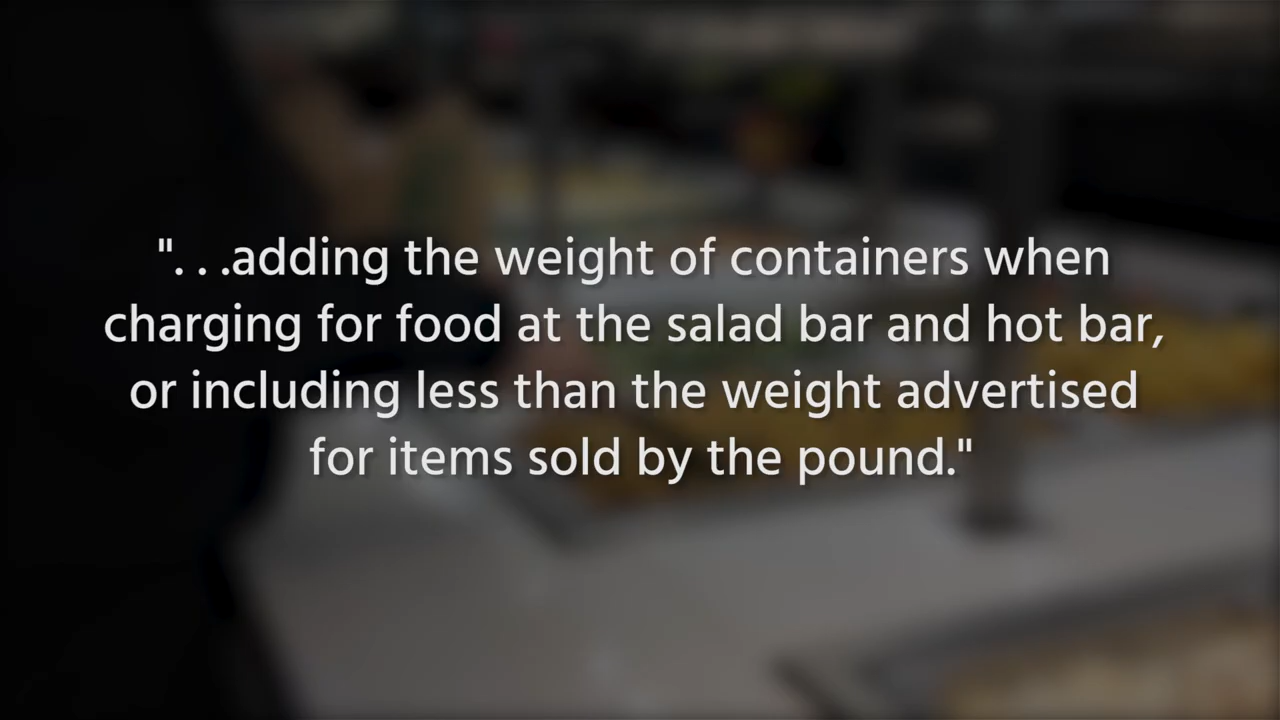 ". . .adding the weight of containers when
charging for food at the salad bar and hot bar,
or including less than the weight advertised
for items sold by the pound."